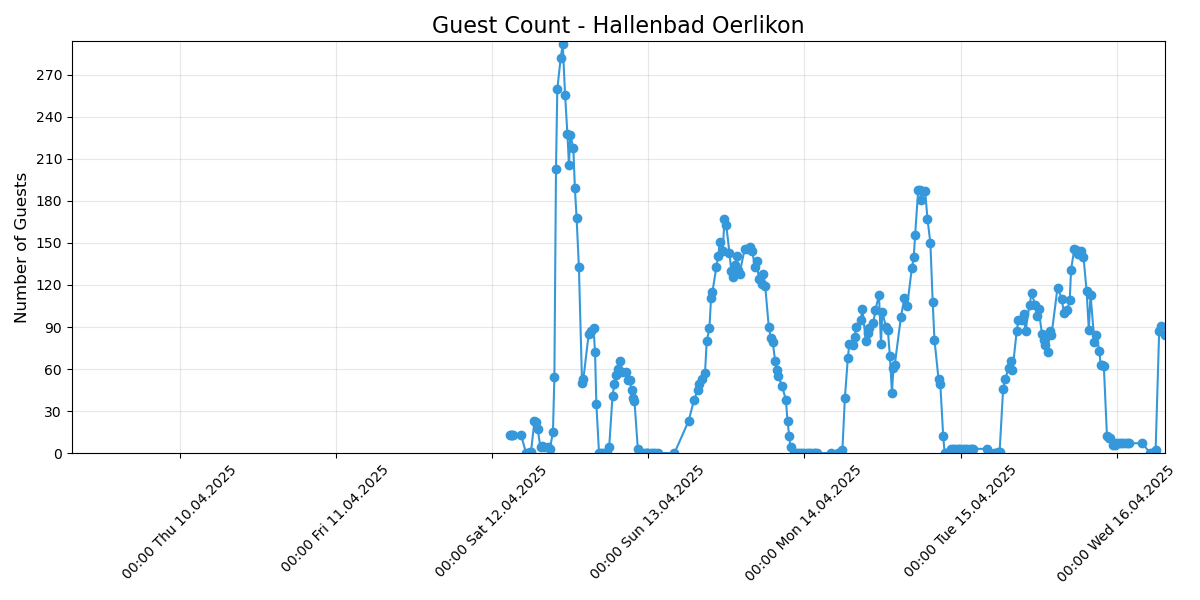 Guest Count - Hallenbad Oerlikon
Number of Guests
270
240
210
180
150
120
90
60
30
0
00:00 Thu 10.04.2025
00:00 Fri 11.04.2025
00:00 Sat 12.04.2025
00:00 Sun 13.04.2025
00:00 Mon 14.04.2025
00:00 Tue 15.04.2025
00:00 Wed 16.04.2025